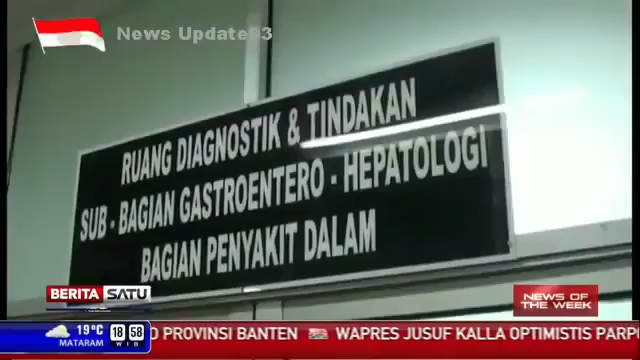 News Update03
RUANG DIAGNOSTIK & TINDAKAN
SUB - BAGIAN GASTROENTERO - HEPATOLOGI
BAGIAN PENYAKIT DALAM
BERITA SATU
NEWS OF THE WEEK
19°C
MATARAM
18 58
WIB
O PROVINSI BANTEN WAPRES JUSUF KALLA OPTIMISTIS PARP